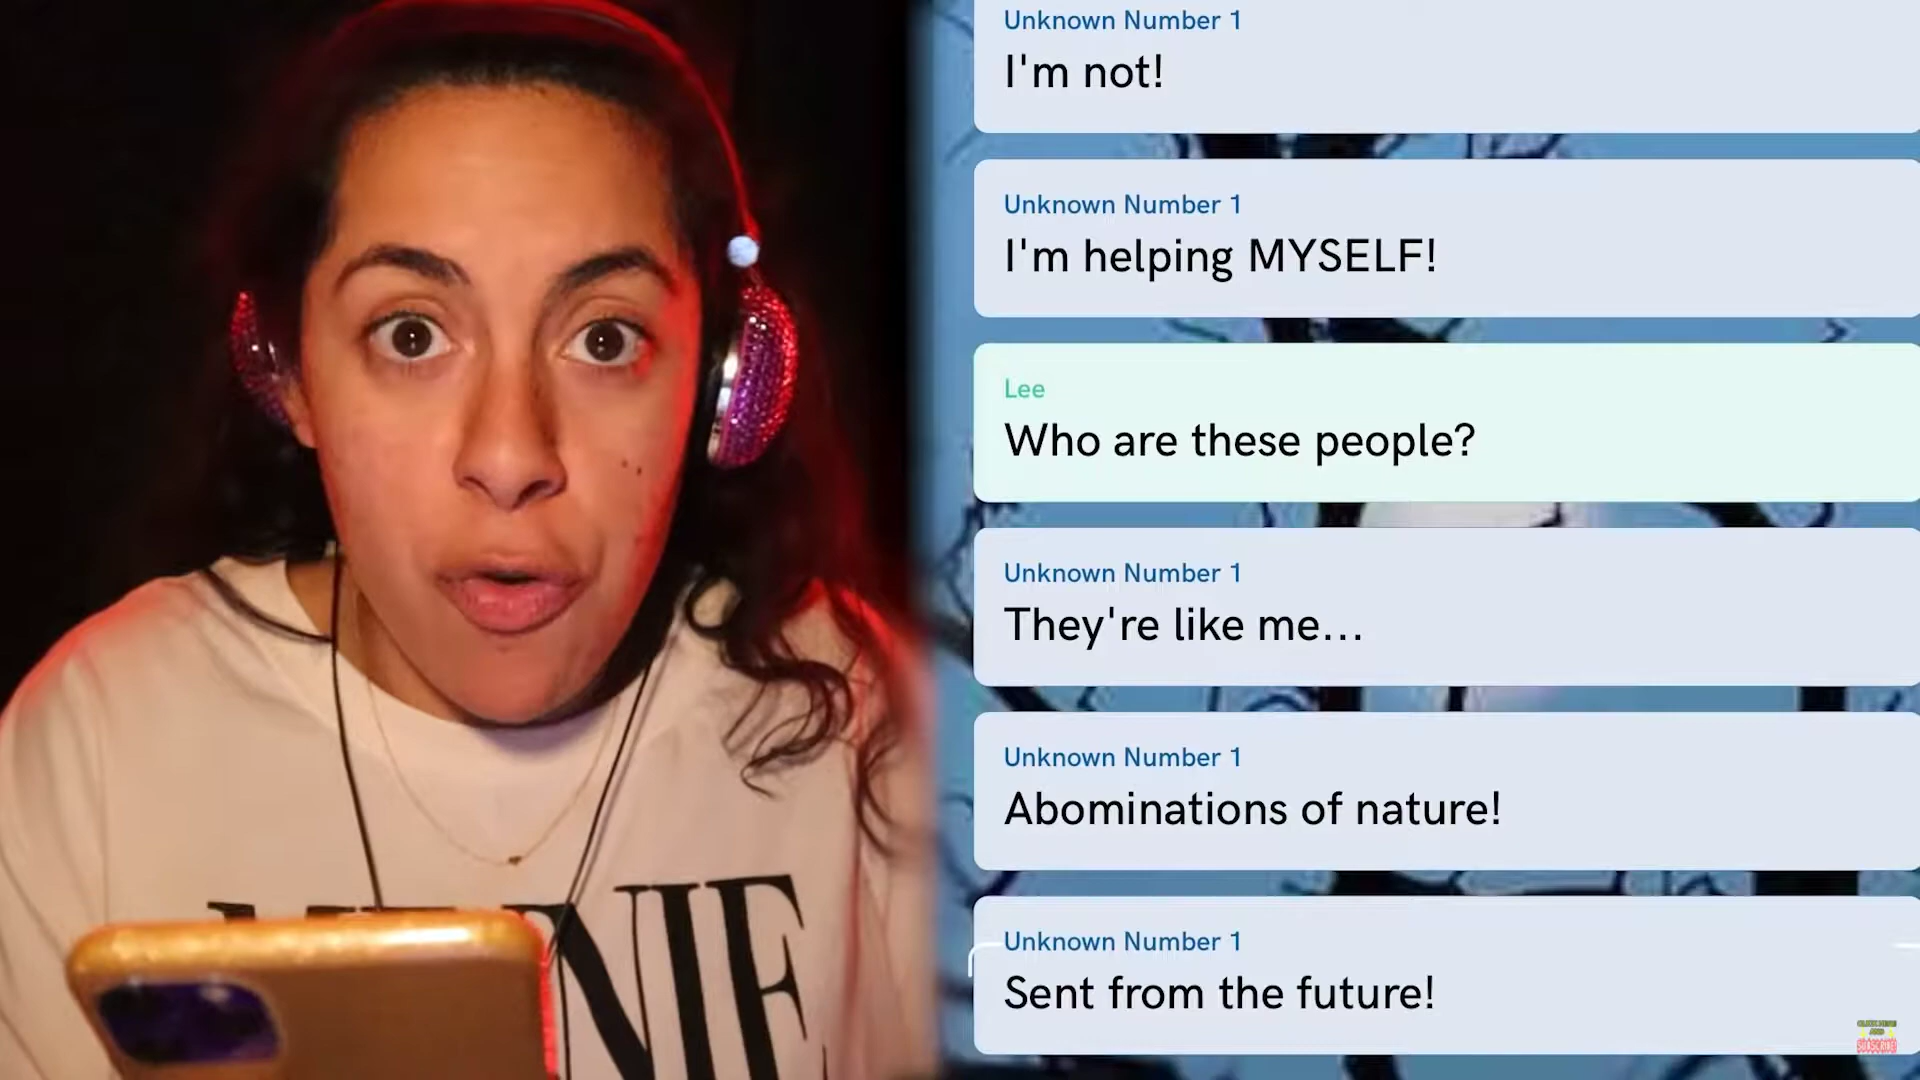 Unknown Number 1
I'm not!
Unknown Number 1
I'm helping MYSELF!
Lee
Who are these people?
Unknown Number 1
They're like me...
Unknown Number 1
Abominations of nature!
Unknown Number 1
Sent from the future!
SUBSCRIBE!